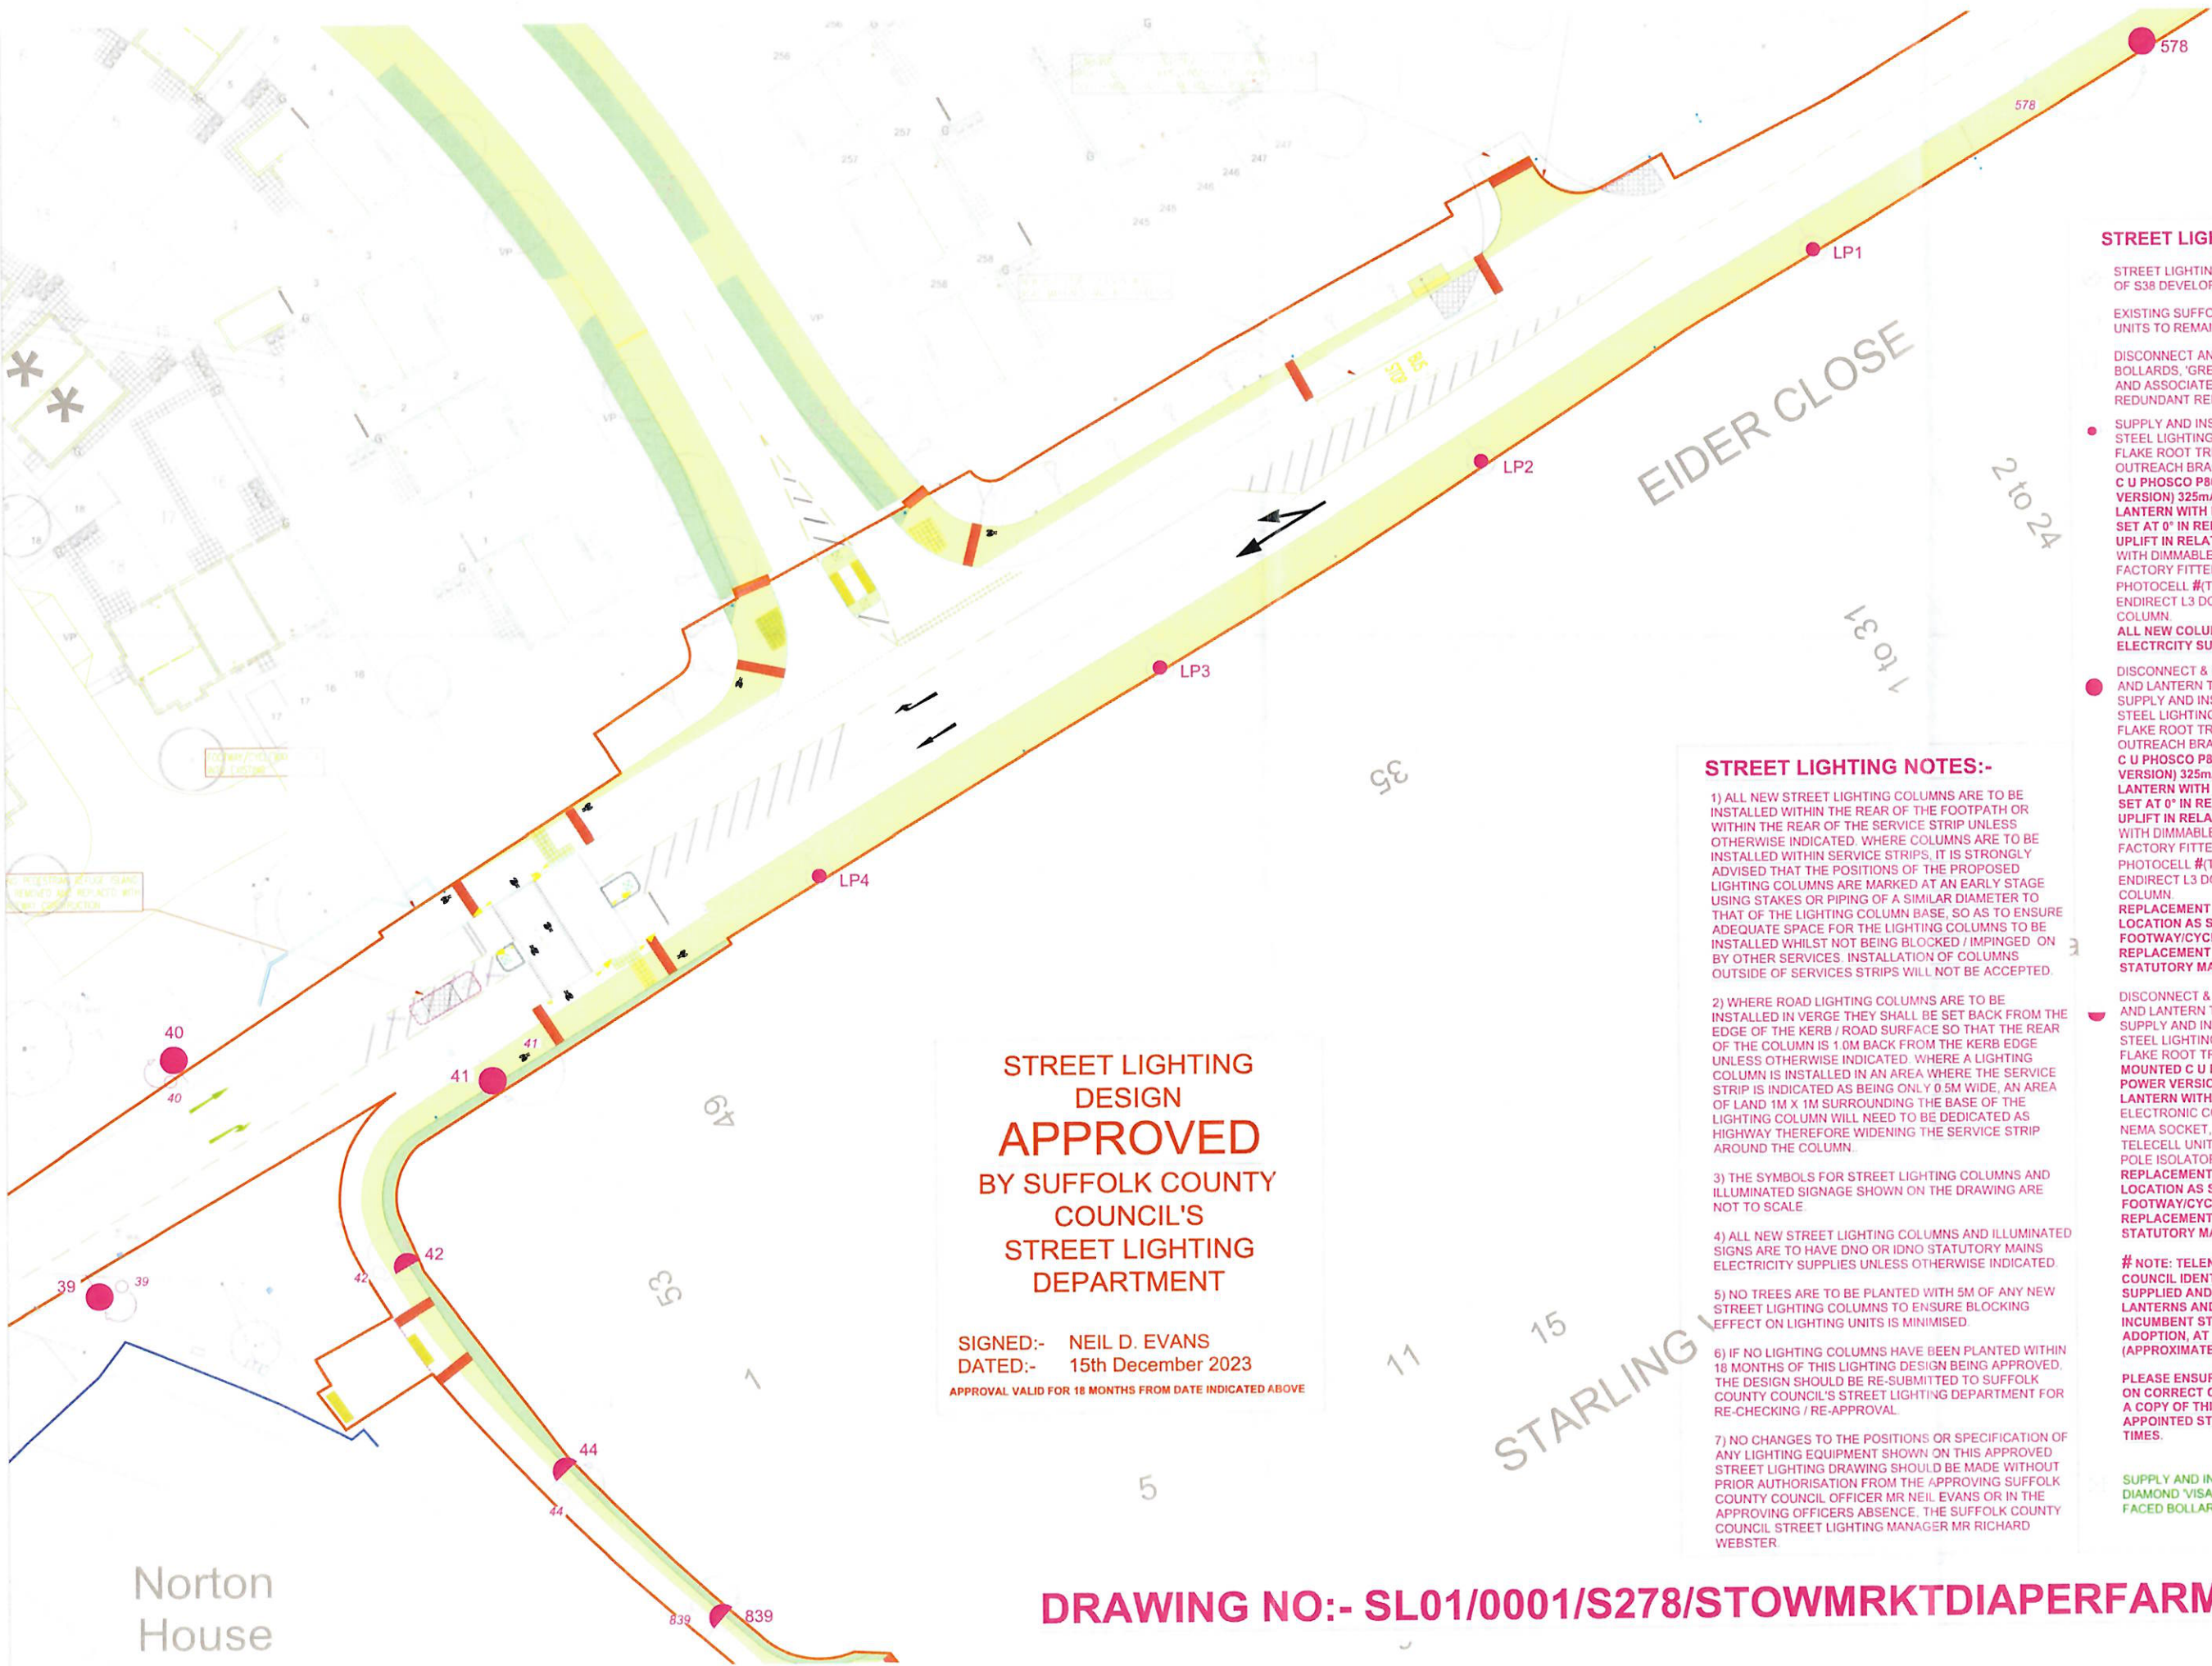 578
578
LP1
LP2
LP3
LP4
EIDER CLOSE
2 to 24
1 to 31
35
49
53
1
5
11
15
256
256
257
257
247
247
246
246
245
245
258
258
258
G
G
G
G
VP
VP
VP
VP
40
40
41
41
42
42
39
39
44
44
839
839
Norton
House
STARLING
STREET LIGHTING
DESIGN
APPROVED
BY SUFFOLK COUNTY
COUNCIL'S
STREET LIGHTING
DEPARTMENT
SIGNED:- NEIL D. EVANS
DATED:- 15th December 2023
APPROVAL VALID FOR 18 MONTHS FROM DATE INDICATED ABOVE
STREET LIGHTING NOTES:-
1) ALL NEW STREET LIGHTING COLUMNS ARE TO BE
INSTALLED WITHIN THE REAR OF THE FOOTPATH OR
WITHIN THE REAR OF THE SERVICE STRIP UNLESS
OTHERWISE INDICATED. WHERE COLUMNS ARE TO BE
INSTALLED WITHIN SERVICE STRIPS, IT IS STRONGLY
ADVISED THAT THE POSITIONS OF THE PROPOSED
LIGHTING COLUMNS ARE MARKED AT AN EARLY STAGE
USING STAKES OR PIPING OF A SIMILAR DIAMETER TO
THAT OF THE LIGHTING COLUMN BASE, SO AS TO ENSURE
ADEQUATE SPACE FOR THE LIGHTING COLUMNS TO BE
INSTALLED WHILST NOT BEING BLOCKED / IMPINGED ON
BY OTHER SERVICES. INSTALLATION OF COLUMNS
OUTSIDE OF SERVICES STRIPS WILL NOT BE ACCEPTED.
2) WHERE ROAD LIGHTING COLUMNS ARE TO BE
INSTALLED IN VERGE THEY SHALL BE SET BACK FROM THE
EDGE OF THE KERB / ROAD SURFACE SO THAT THE REAR
OF THE COLUMN IS 1.0M BACK FROM THE KERB EDGE
UNLESS OTHERWISE INDICATED. WHERE A LIGHTING
COLUMN IS INSTALLED IN AN AREA WHERE THE SERVICE
STRIP IS INDICATED AS BEING ONLY 0.5M WIDE, AN AREA
OF LAND 1M X 1M SURROUNDING THE BASE OF THE
LIGHTING COLUMN WILL NEED TO BE DEDICATED AS
HIGHWAY THEREFORE WIDENING THE SERVICE STRIP
AROUND THE COLUMN.
3) THE SYMBOLS FOR STREET LIGHTING COLUMNS AND
ILLUMINATED SIGNAGE SHOWN ON THE DRAWING ARE
NOT TO SCALE.
4) ALL NEW STREET LIGHTING COLUMNS AND ILLUMINATED
SIGNS ARE TO HAVE DNO OR IDNO STATUTORY MAINS
ELECTRICITY SUPPLIES UNLESS OTHERWISE INDICATED.
5) NO TREES ARE TO BE PLANTED WITH 5M OF ANY NEW
STREET LIGHTING COLUMNS TO ENSURE BLOCKING
EFFECT ON LIGHTING UNITS IS MINIMISED.
6) IF NO LIGHTING COLUMNS HAVE BEEN PLANTED WITHIN
18 MONTHS OF THIS LIGHTING DESIGN BEING APPROVED,
THE DESIGN SHOULD BE RE-SUBMITTED TO SUFFOLK
COUNTY COUNCIL'S STREET LIGHTING DEPARTMENT FOR
RE-CHECKING / RE-APPROVAL.
7) NO CHANGES TO THE POSITIONS OR SPECIFICATION OF
ANY LIGHTING EQUIPMENT SHOWN ON THIS APPROVED
STREET LIGHTING DRAWING SHOULD BE MADE WITHOUT
PRIOR AUTHORISATION FROM THE APPROVING SUFFOLK
COUNTY COUNCIL OFFICER MR NEIL EVANS OR IN THE
APPROVING OFFICERS ABSENCE, THE SUFFOLK COUNTY
COUNCIL STREET LIGHTING MANAGER MR RICHARD
WEBSTER.
STREET LIG
STREET LIGHTIN
OF S38 DEVELOP
EXISTING SUFFO
UNITS TO REMAI
DISCONNECT AN
BOLLARDS, 'GRE
AND ASSOCIATE
REDUNDANT RE
SUPPLY AND INS
STEEL LIGHTING
FLAKE ROOT TR
OUTREACH BRA
C U PHOSCO P8
VERSION) 325m
LANTERN WITH
SET AT 0° IN RE
UPLIFT IN RELAT
WITH DIMMABLE
FACTORY FITTE
PHOTOCELL #(T
ENDIRECT L3 DO
COLUMN.
ALL NEW COLU
ELECTRCITY SU
DISCONNECT &
AND LANTERN T
SUPPLY AND INS
STEEL LIGHTING
FLAKE ROOT TR
OUTREACH BRA
C U PHOSCO P8
VERSION) 325m
LANTERN WITH
SET AT 0° IN RE
UPLIFT IN RELA
WITH DIMMABLE
FACTORY FITTE
PHOTOCELL #(T
ENDIRECT L3 DO
COLUMN.
REPLACEMENT
LOCATION AS S
FOOTWAY/CYC
REPLACEMENT
STATUTORY MA
DISCONNECT &
AND LANTERN
SUPPLY AND IN
STEEL LIGHTING
FLAKE ROOT TR
MOUNTED C U
POWER VERSIO
LANTERN WITH
ELECTRONIC CO
NEMA SOCKET,
TELECELL UNIT
POLE ISOLATOR
REPLACEMENT
LOCATION AS S
FOOTWAY/CYC
REPLACEMENT
STATUTORY MA
# NOTE: TELEN
COUNCIL IDENT
SUPPLIED AND
LANTERNS AND
INCUMBENT ST
ADOPTION, AT
(APPROXIMATE
PLEASE ENSUR
ON CORRECT C
A COPY OF THI
APPOINTED ST
TIMES.
SUPPLY AND IN
DIAMOND 'VISA
FACED BOLLAR
DRAWING NO:- SL01/0001/S278/STOWMRKTDIAPERFARM